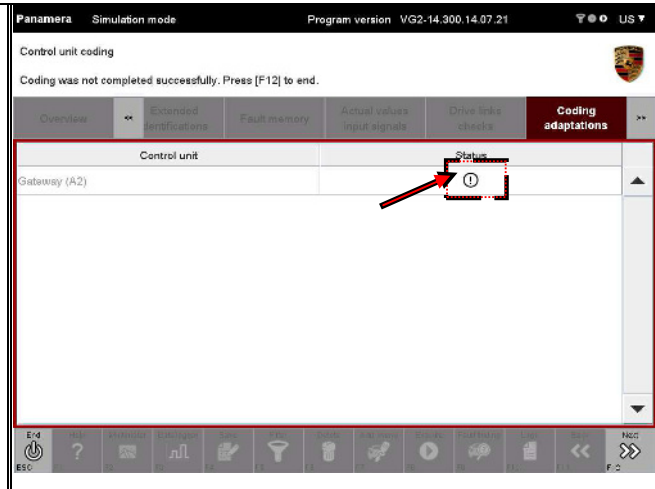 Panamera Simulation mode Program version VG2-14.300.14.07.21 US
Control unit coding
Coding was not completed successfully. Press [F12] to end.
Overview Extended identifications Fault memory Actual values input signals Drive links checks Coding adaptations
Control unit Status
Gateway (A2)
End Help
ESC